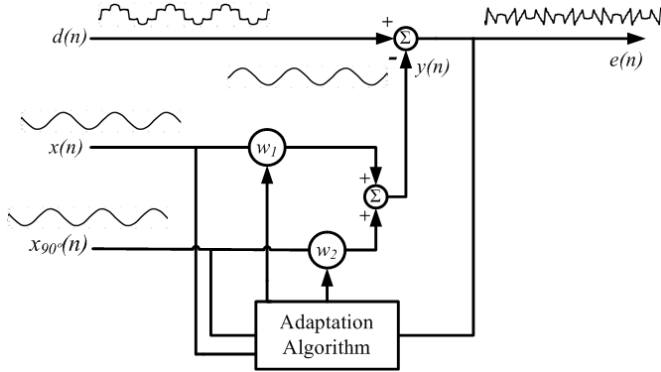 +
d(n)
Σ
-
y(n)
e(n)
x(n)
w1
+
Σ
+
x90°(n)
w2
Adaptation
Algorithm